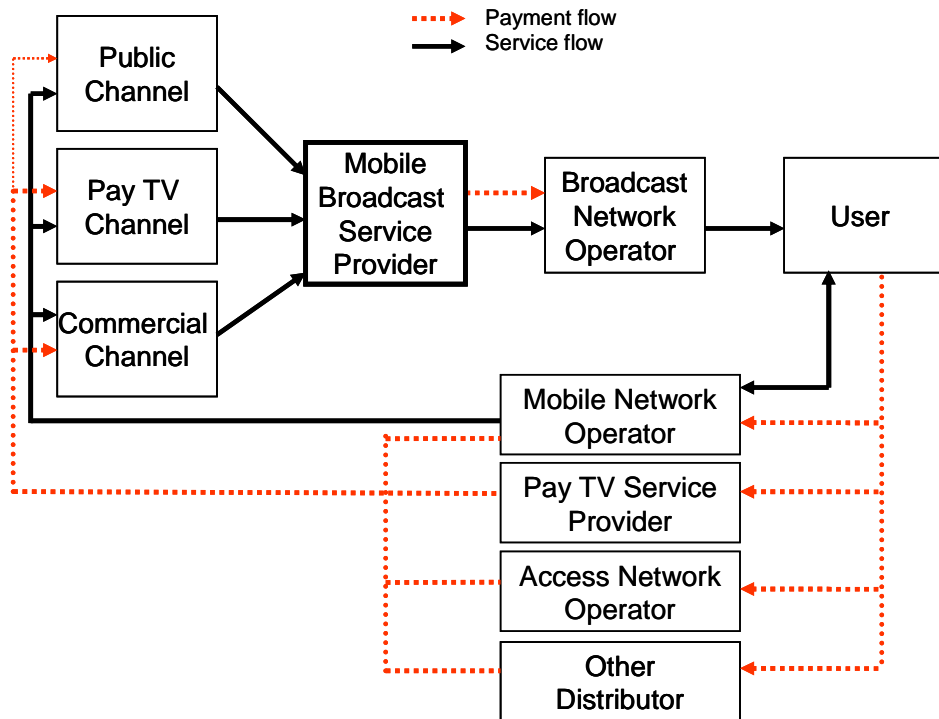 Payment flow
Service flow
Public
Channel
Pay TV
Channel
Commercial
Channel
Mobile
Broadcast
Service
Provider
Broadcast
Network
Operator
User
Mobile Network
Operator
Pay TV Service
Provider
Access Network
Operator
Other
Distributor